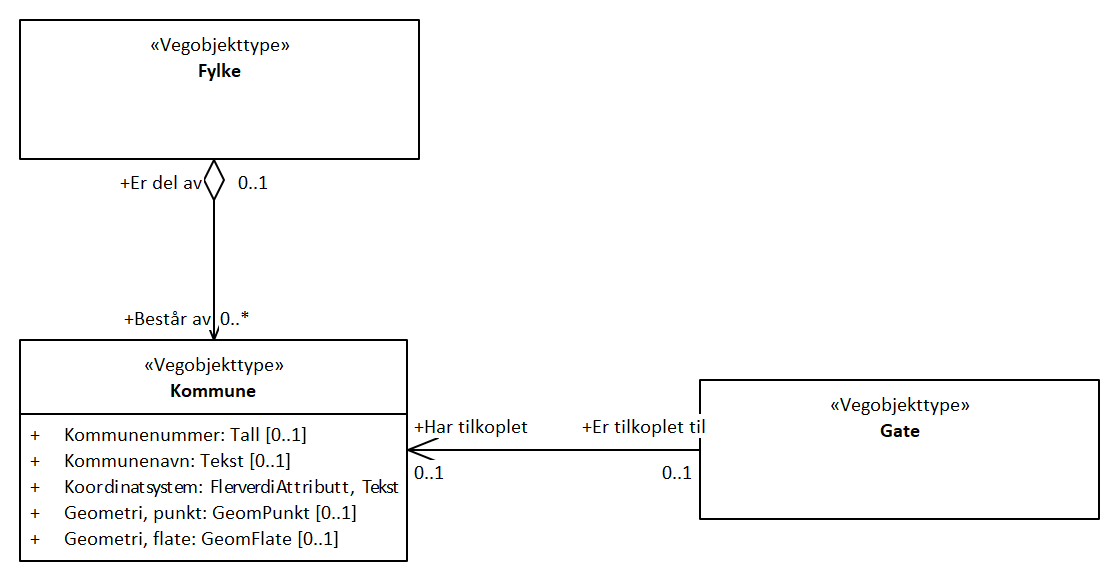 «Vegobjekttype»
Fylke
+Er del av 0..1
+Består av 0..*
«Vegobjekttype»
Kommune
+ Kommunenummer: Tall [0..1]
+ Kommunenavn: Tekst [0..1]
+ Koordinatsystem: FlerverdiAttributt, Tekst
+ Geometri, punkt: GeomPunkt [0..1]
+ Geometri, flate: GeomFlate [0..1]
+Har tilkoplet +Er tilkoplet til
0..1 0..1
«Vegobjekttype»
Gate